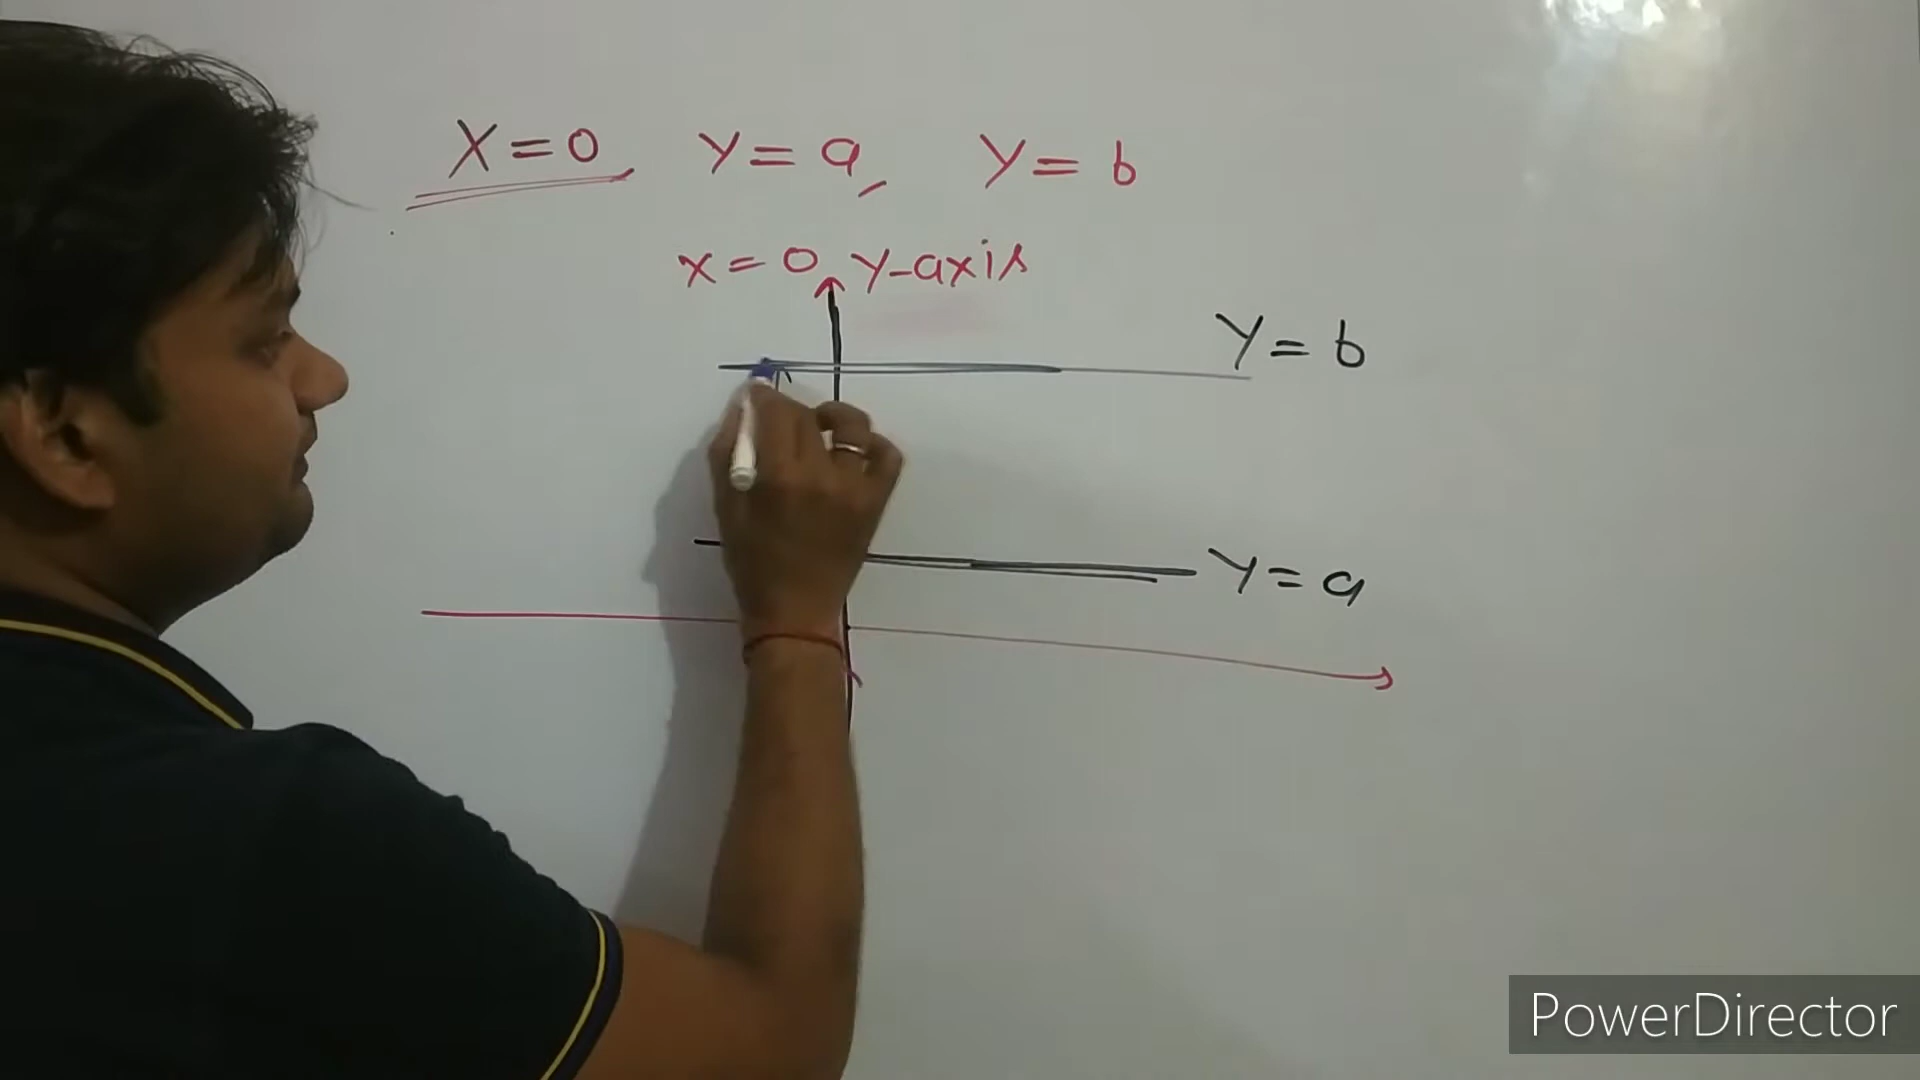 X=0 Y=a, Y=b
x=0 y-axis
Y=b
Y=a
PowerDirector